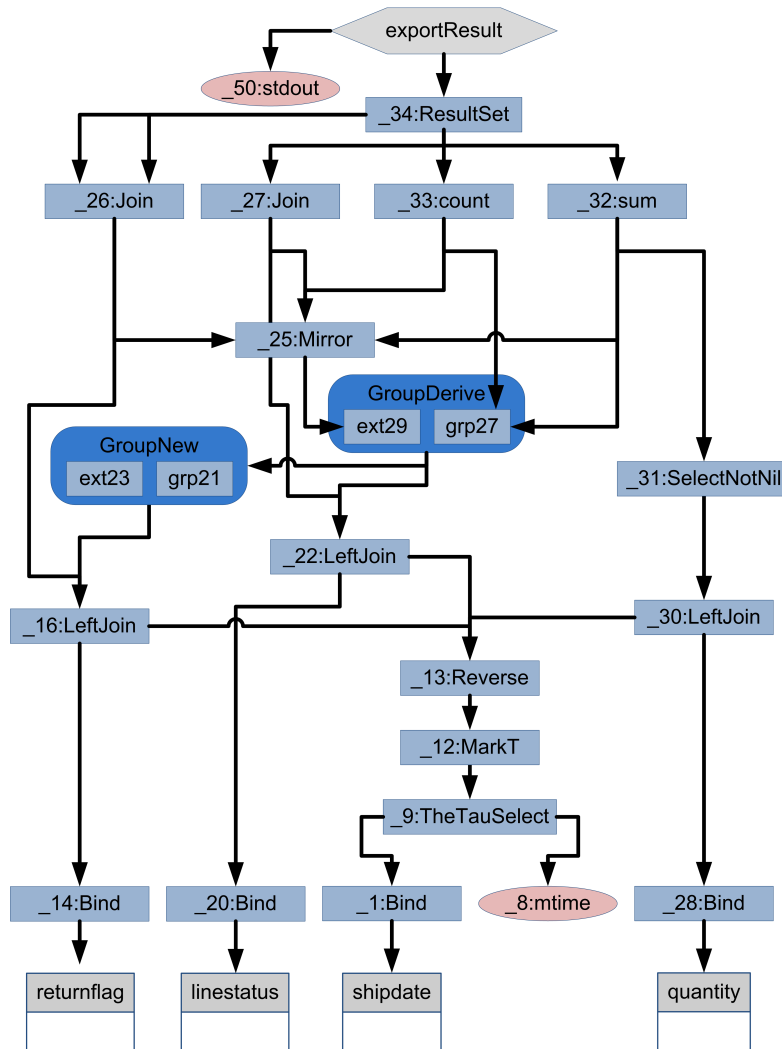 exportResult
_50:stdout
_34:ResultSet
_26:Join
_27:Join
_33:count
_32:sum
_25:Mirror
GroupDerive
ext29
grp27
GroupNew
ext23
grp21
_31:SelectNotNil
_22:LeftJoin
_16:LeftJoin
_30:LeftJoin
_13:Reverse
_12:MarkT
_9:TheTauSelect
_14:Bind
_20:Bind
_1:Bind
_8:mtime
_28:Bind
returnflag
linestatus
shipdate
quantity